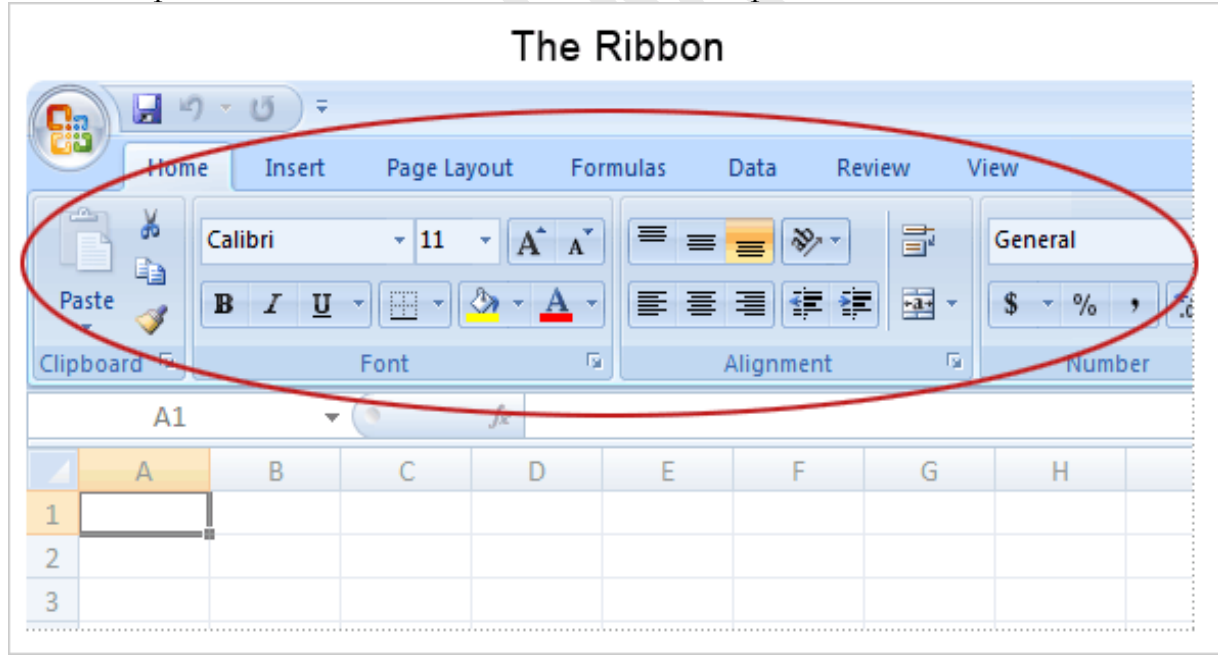 The Ribbon
Home Insert Page Layout Formulas Data Review View
Calibri 11 A A General
Paste B I U A $ % ,
Clipboard Font Alignment Number
A1 fx
A B C D E F G H
1
2
3